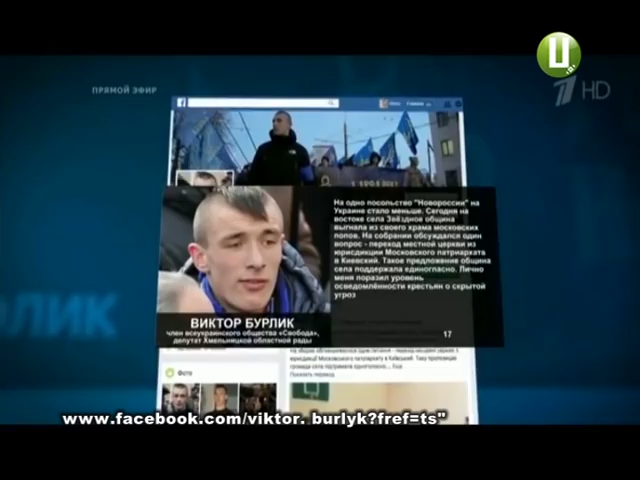 Ц
1HD
ПРЯМОЙ ЭФИР
На одно посольство "Новороссии" на
Украине стало меньше. Сегодня на
востоке села Звёздное община
выгнали из своего храма московских
попов. На собрании обсуждался один
вопрос - переход местной церкви из
юрисдикции Московского патриархата
в Киевский. Такое предложение община
села поддержала единогласно. Лично
меня поразил уровень
осведомлённости крестьян о скрытой
угроз
ВИКТОР БУРЛИК
член всеукраинского общества «Свобода»,
депутат Хмельницкой областной рады
17
ОЛИК
Фото
www.facebook.com/viktor. burlyk?fref=ts"